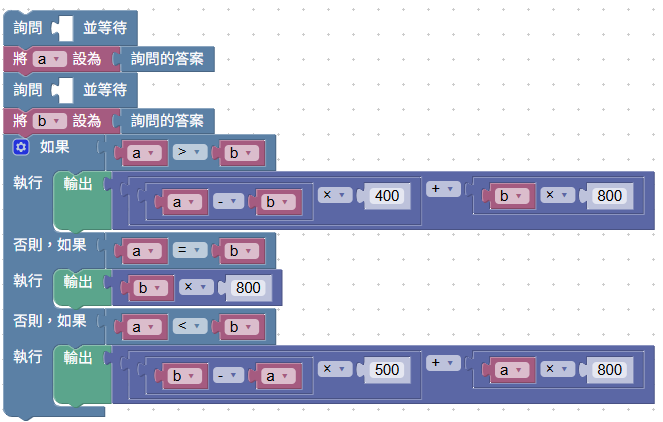 詢問 並等待
將 a 設為 詢問的答案
詢問 並等待
將 b 設為 詢問的答案
如果 a > b
執行 輸出 a - b × 400 + b × 800
否則，如果 a = b
執行 輸出 b × 800
否則，如果 a < b
執行 輸出 b - a × 500 + a × 800